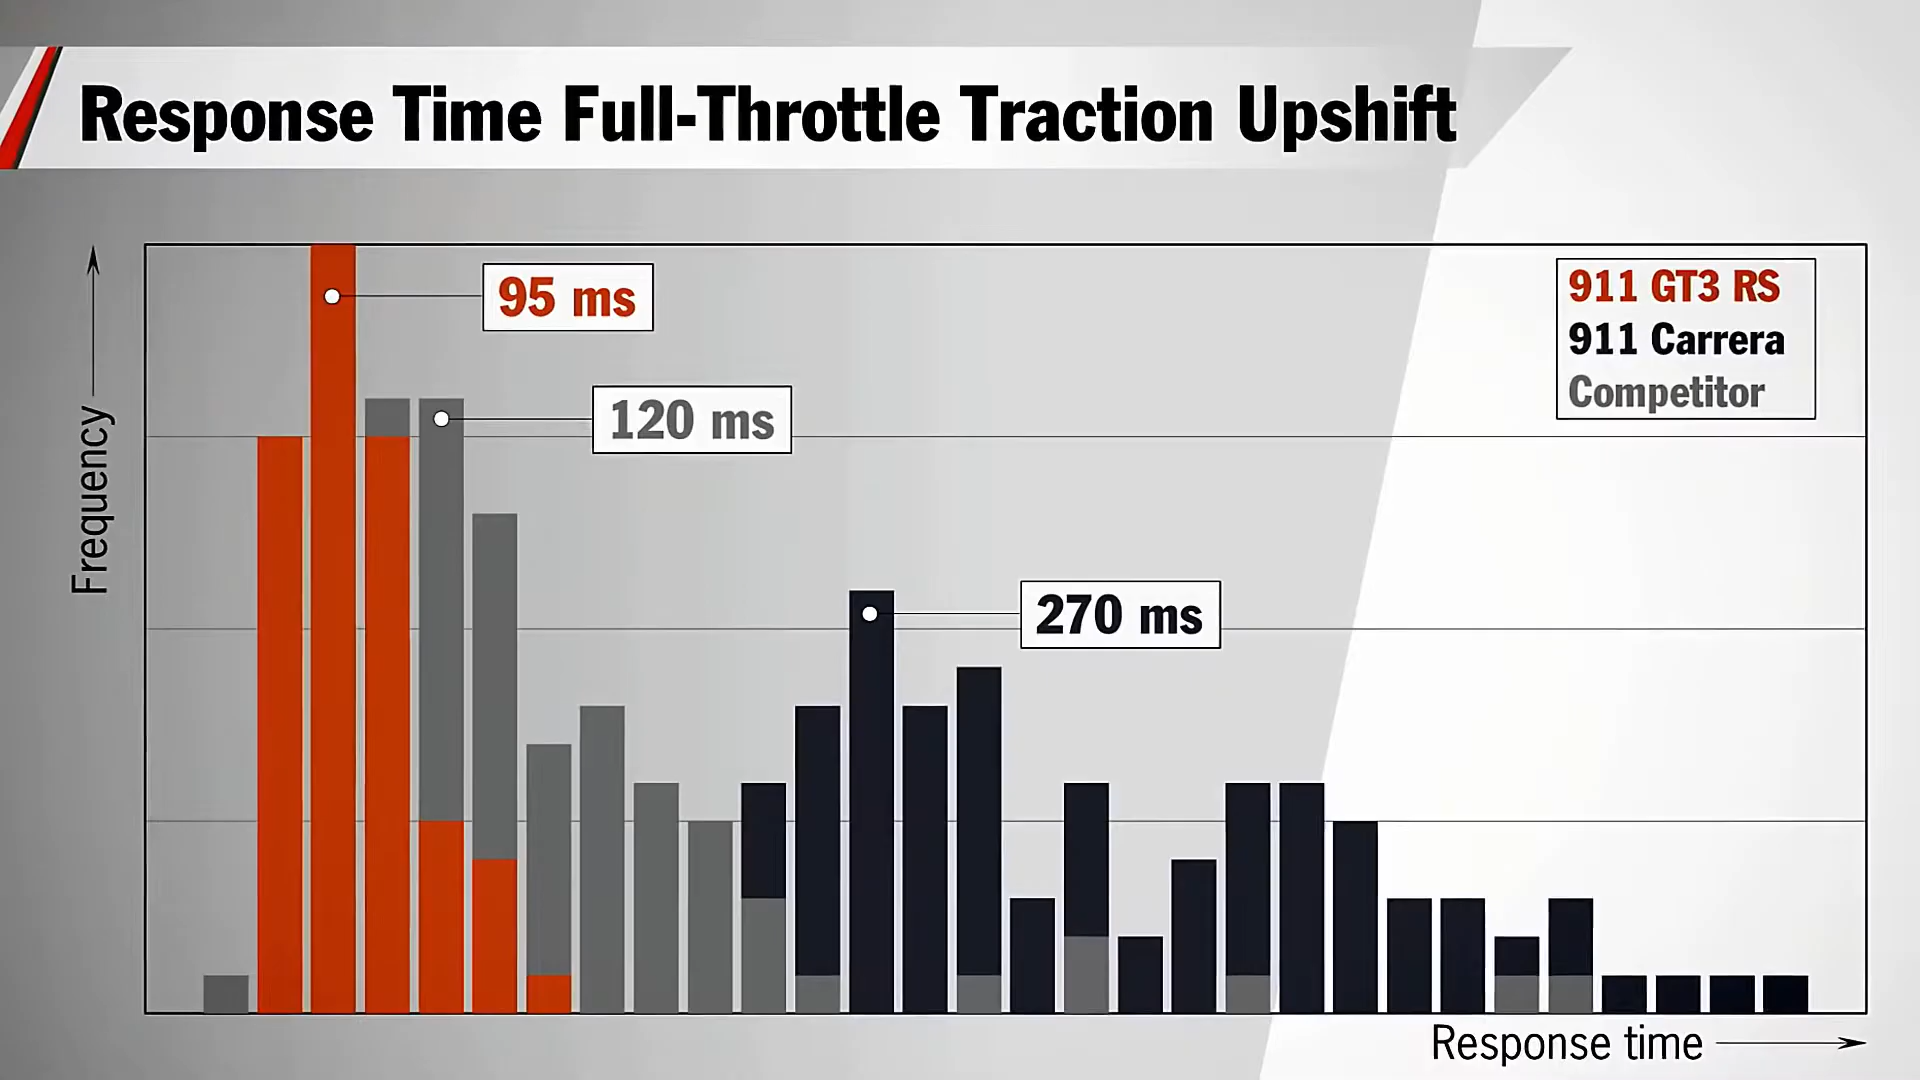 Response Time Full-Throttle Traction Upshift
Frequency
95 ms
120 ms
270 ms
911 GT3 RS
911 Carrera
Competitor
Response time